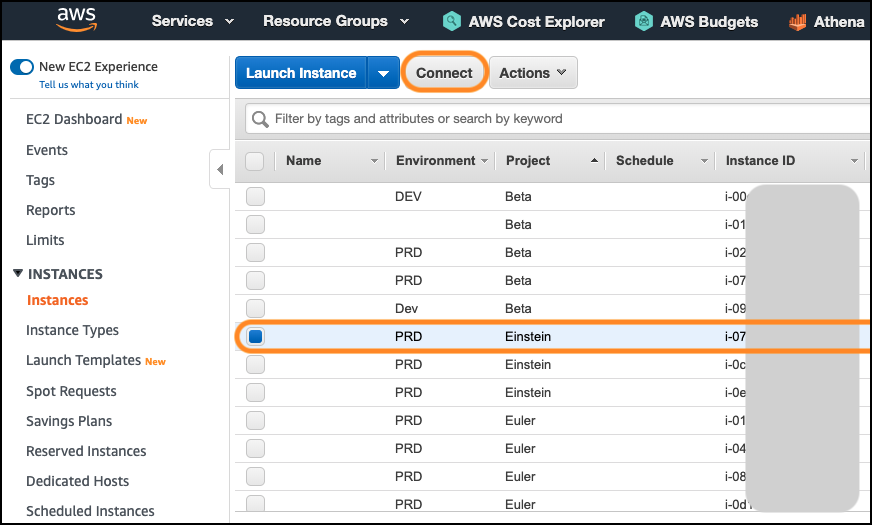 aws Services Resource Groups AWS Cost Explorer AWS Budgets Athena
New EC2 Experience
Tell us what you think
EC2 Dashboard New
Events
Tags
Reports
Limits
INSTANCES
Instances
Instance Types
Launch Templates New
Spot Requests
Savings Plans
Reserved Instances
Dedicated Hosts
Scheduled Instances
Launch Instance Connect Actions
Filter by tags and attributes or search by keyword
Name Environment Project Schedule Instance ID
DEV Beta i-00
Beta i-01
PRD Beta i-02
PRD Beta i-07
Dev Beta i-09
PRD Einstein i-07
PRD Einstein i-0c
PRD Einstein i-0e
PRD Euler i-01
PRD Euler i-04
PRD Euler i-08
PRD Euler i-0d